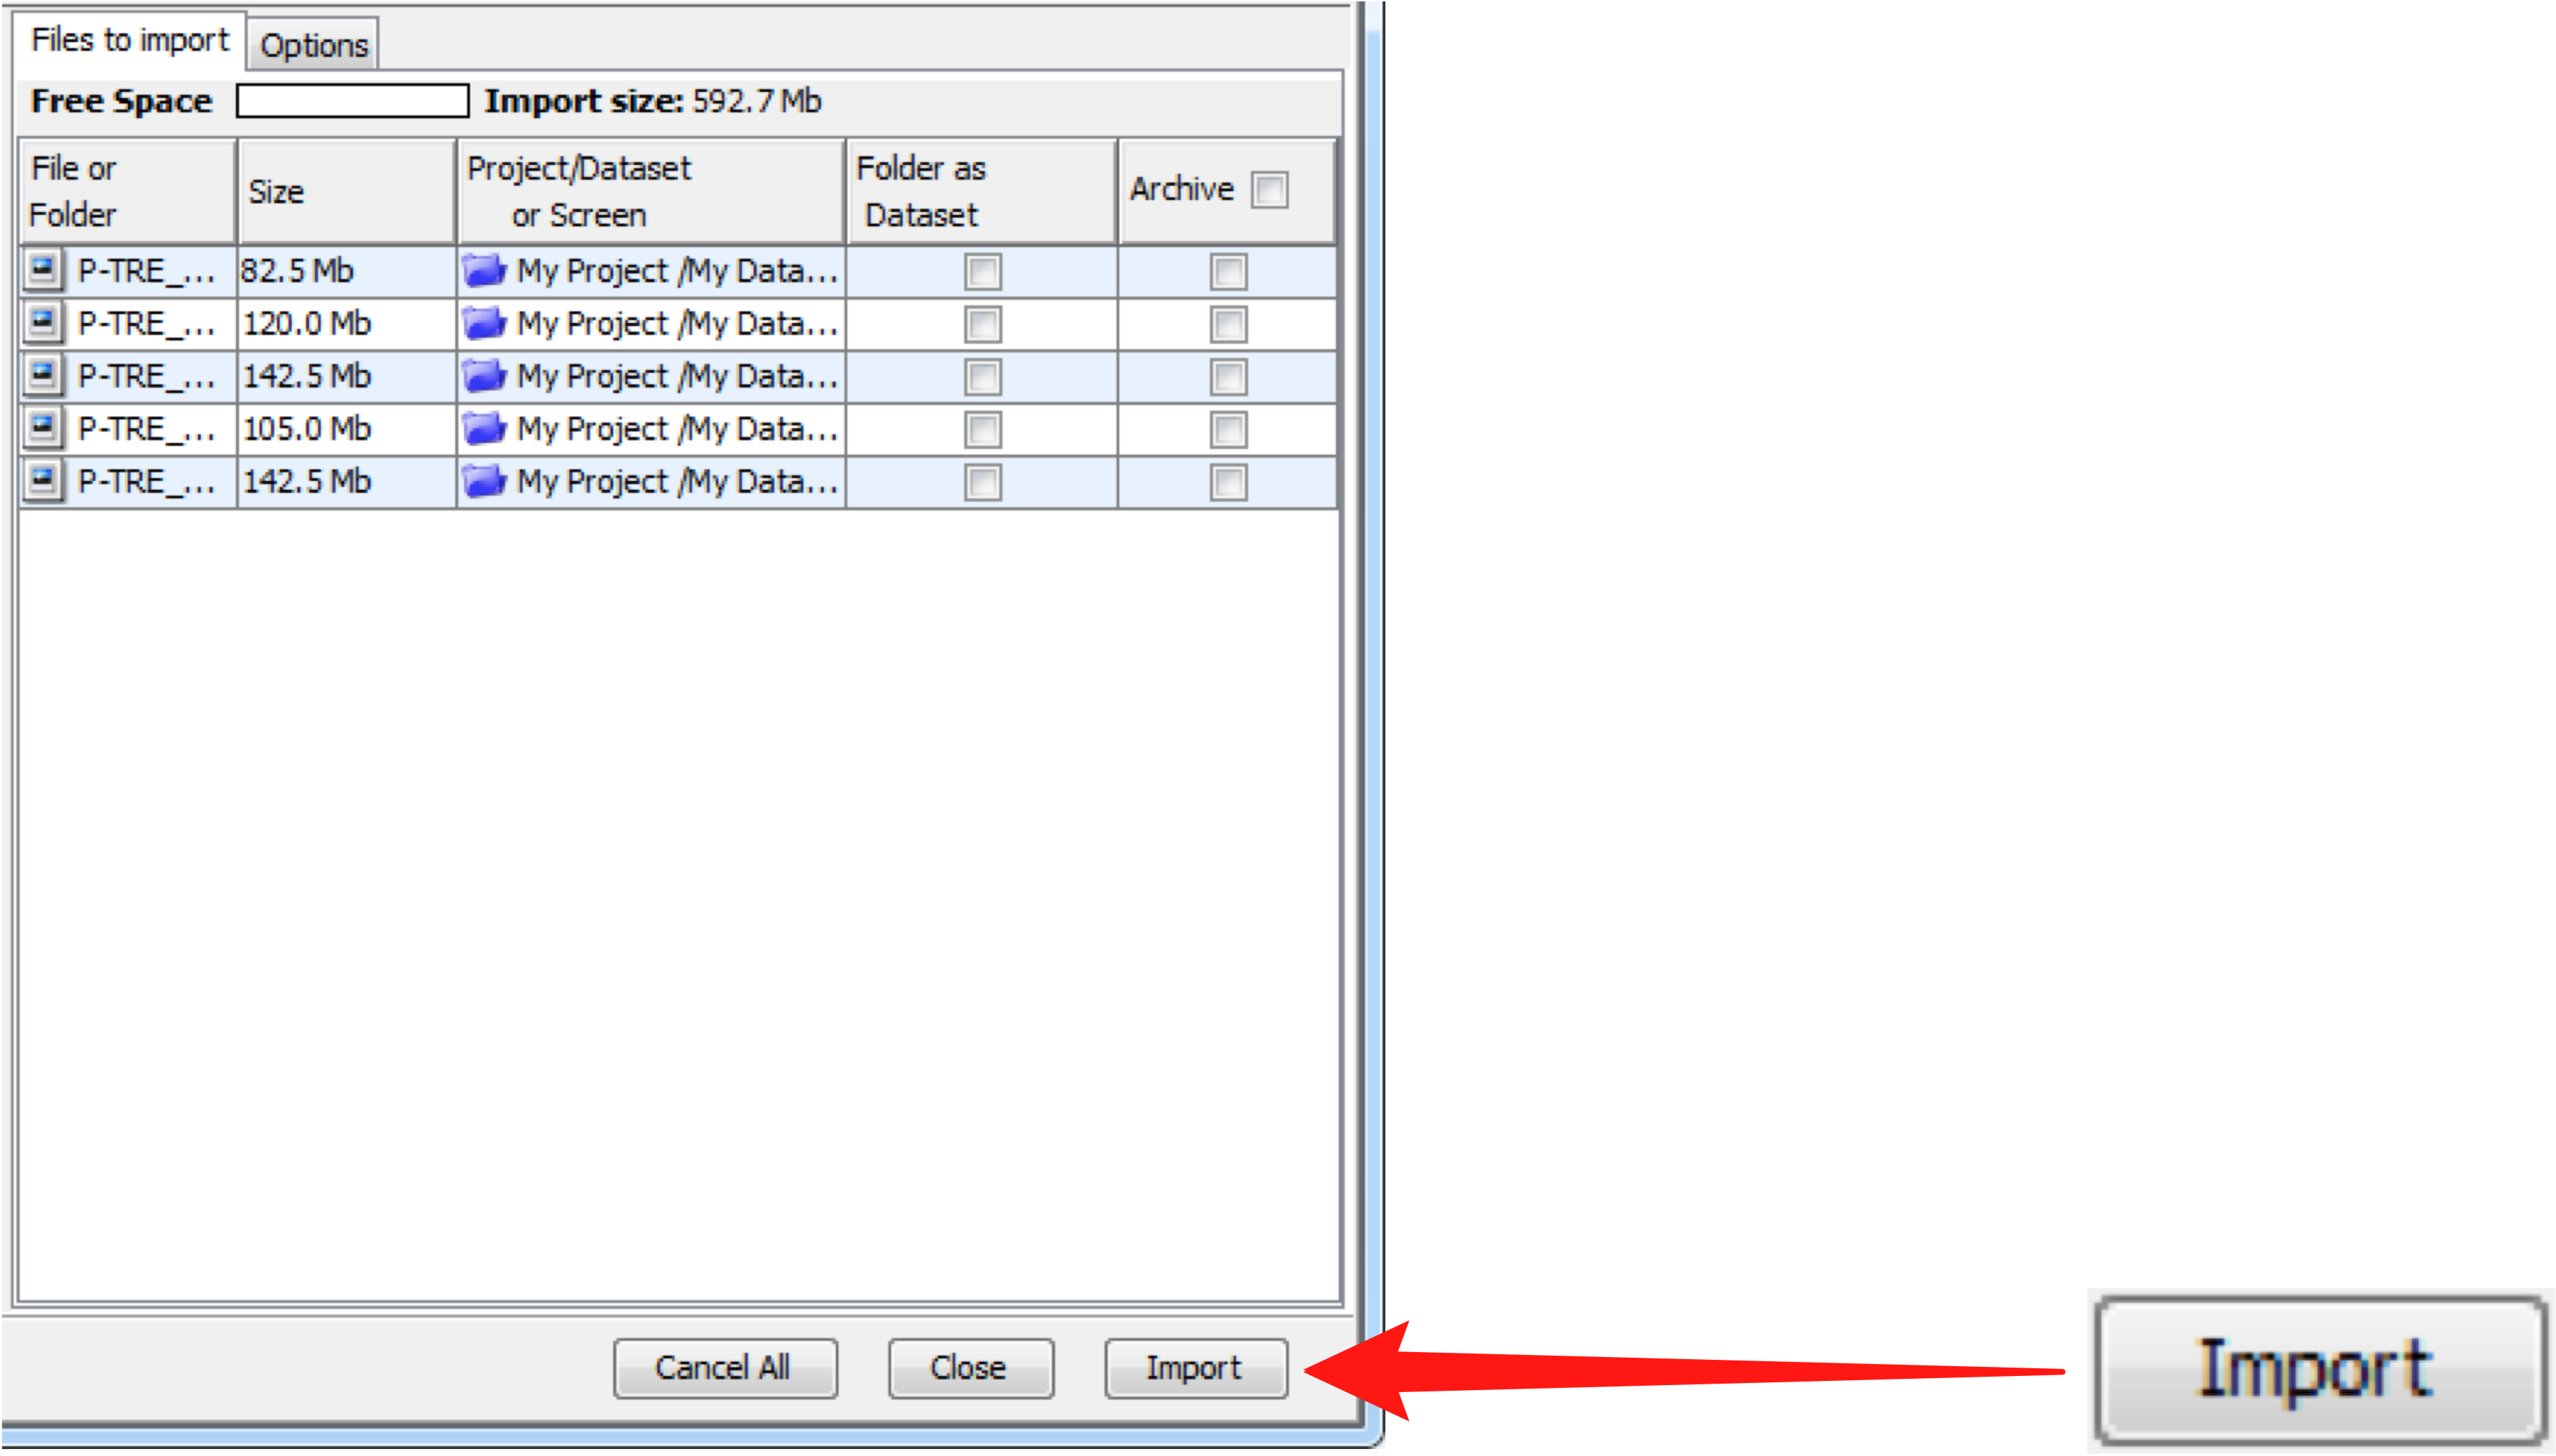 Files to import Options
Free Space Import size: 592.7 Mb
File or Folder Size Project/Dataset or Screen Folder as Dataset Archive
P-TRE_... 82.5 Mb My Project /My Data...
P-TRE_... 120.0 Mb My Project /My Data...
P-TRE_... 142.5 Mb My Project /My Data...
P-TRE_... 105.0 Mb My Project /My Data...
P-TRE_... 142.5 Mb My Project /My Data...
Cancel All Close Import
Import